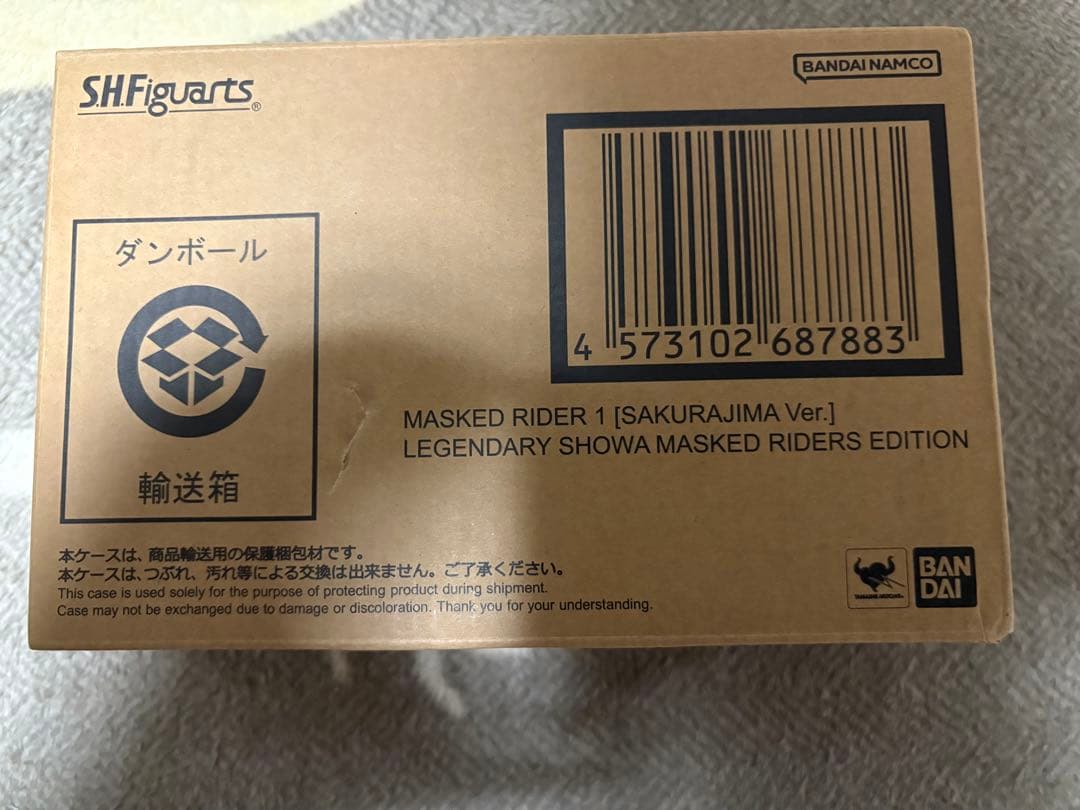 S.H.Figuarts®
BANDAI NAMCO
ダンボール
輸送箱
4 573102 687883
MASKED RIDER 1 [SAKURAJIMA Ver.]
LEGENDARY SHOWA MASKED RIDERS EDITION
本ケースは、商品輸送用の保護梱包材です。
本ケースは、つぶれ、汚れ等による交換は出来ません。ご了承ください。
This case is used solely for the purpose of protecting product during shipment.
Case may not be exchanged due to damage or discoloration. Thank you for your understanding.
TAMASHII NATIONS
BAN
DAI